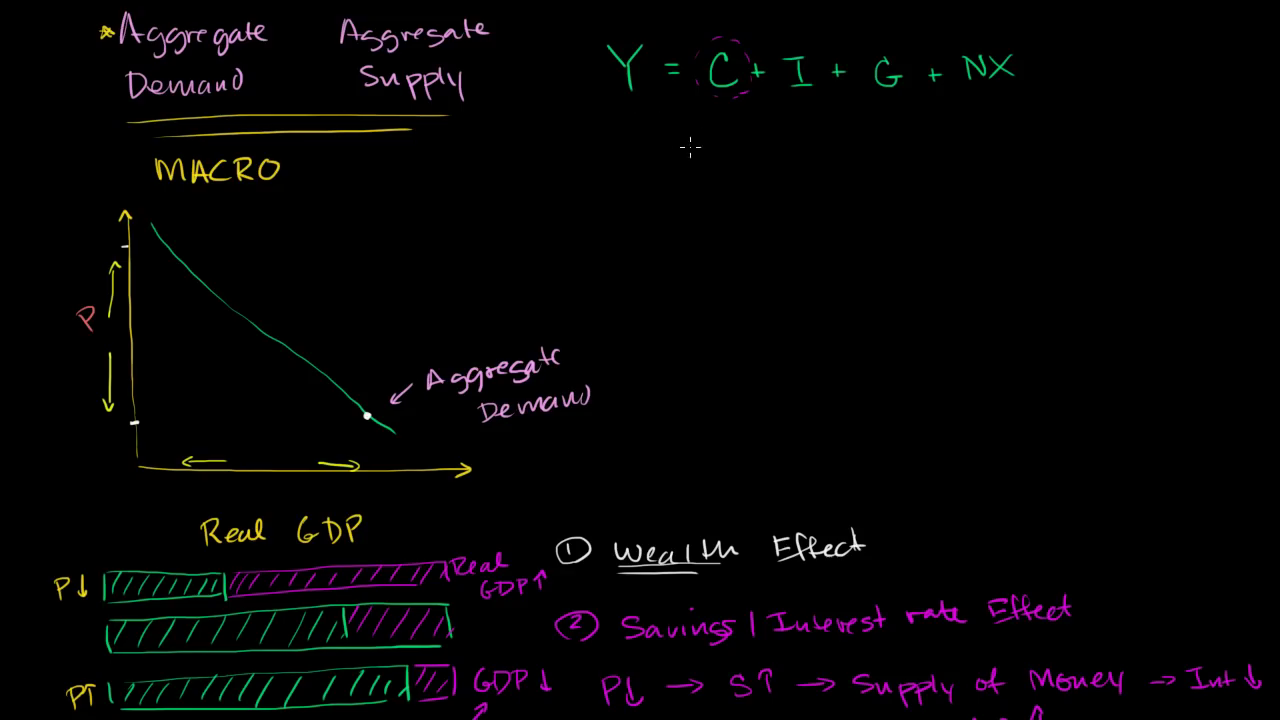 Aggregate Aggregate
Demand Supply
MACRO
Y = C + I + G + NX
P
Aggregate
Demand
Real GDP
P↓
Real
GDP↑
P↑
GDP↓
① Wealth Effect
② Savings / Interest rate Effect
P↓ → S↑ → Supply of Money → Int↓